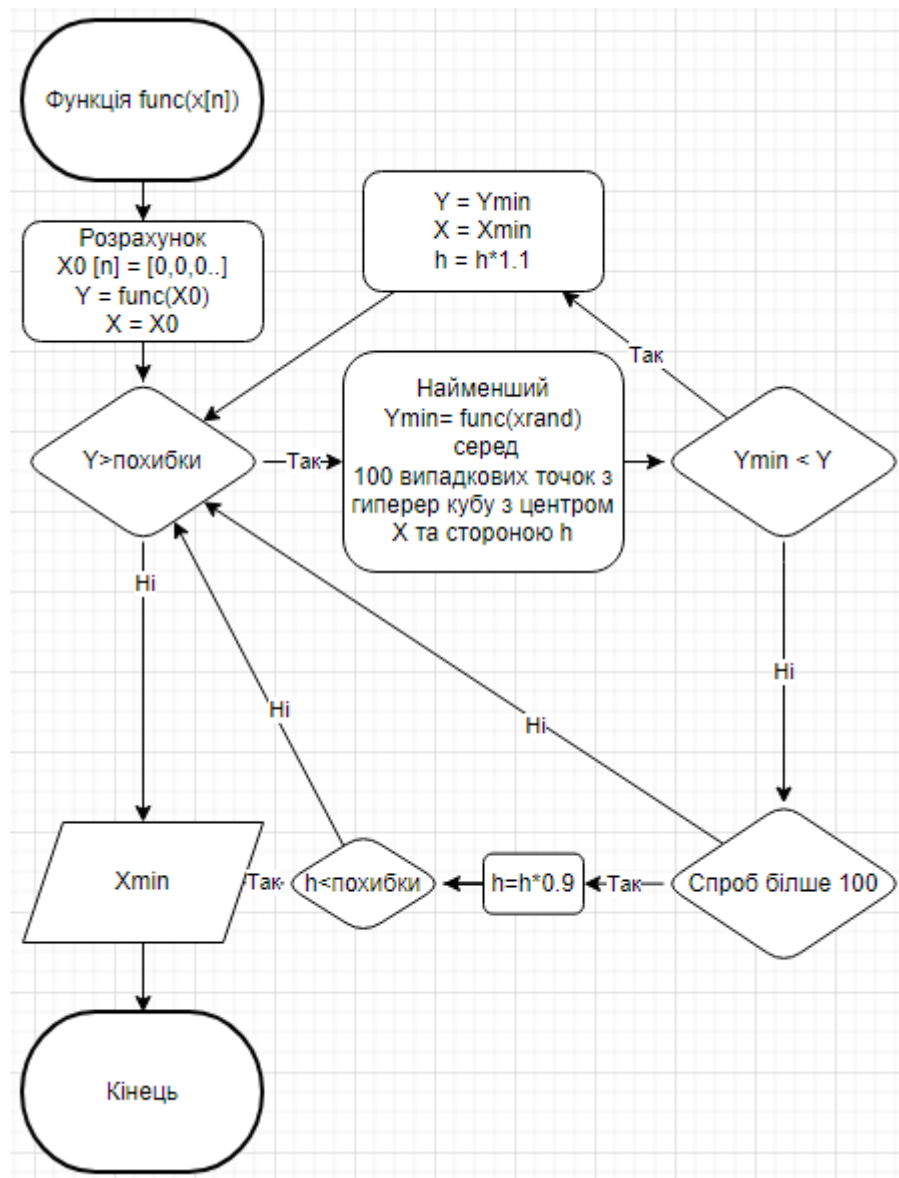 Функція func(x[n])
Y = Ymin
X = Xmin
h = h*1.1
Розрахунок
X0 [n] = [0,0,0..]
Y = func(X0)
X = X0
Так
Найменший
Ymin= func(xrand)
серед
100 випадкових точок з
гиперер кубу з центром
X та стороною h
Y>похибки
Так
Ymin < Y
Ні
Ні
Ні
Ні
Xmin
Так
h<похибки
h=h*0.9
Так
Спроб білше 100
Кінець